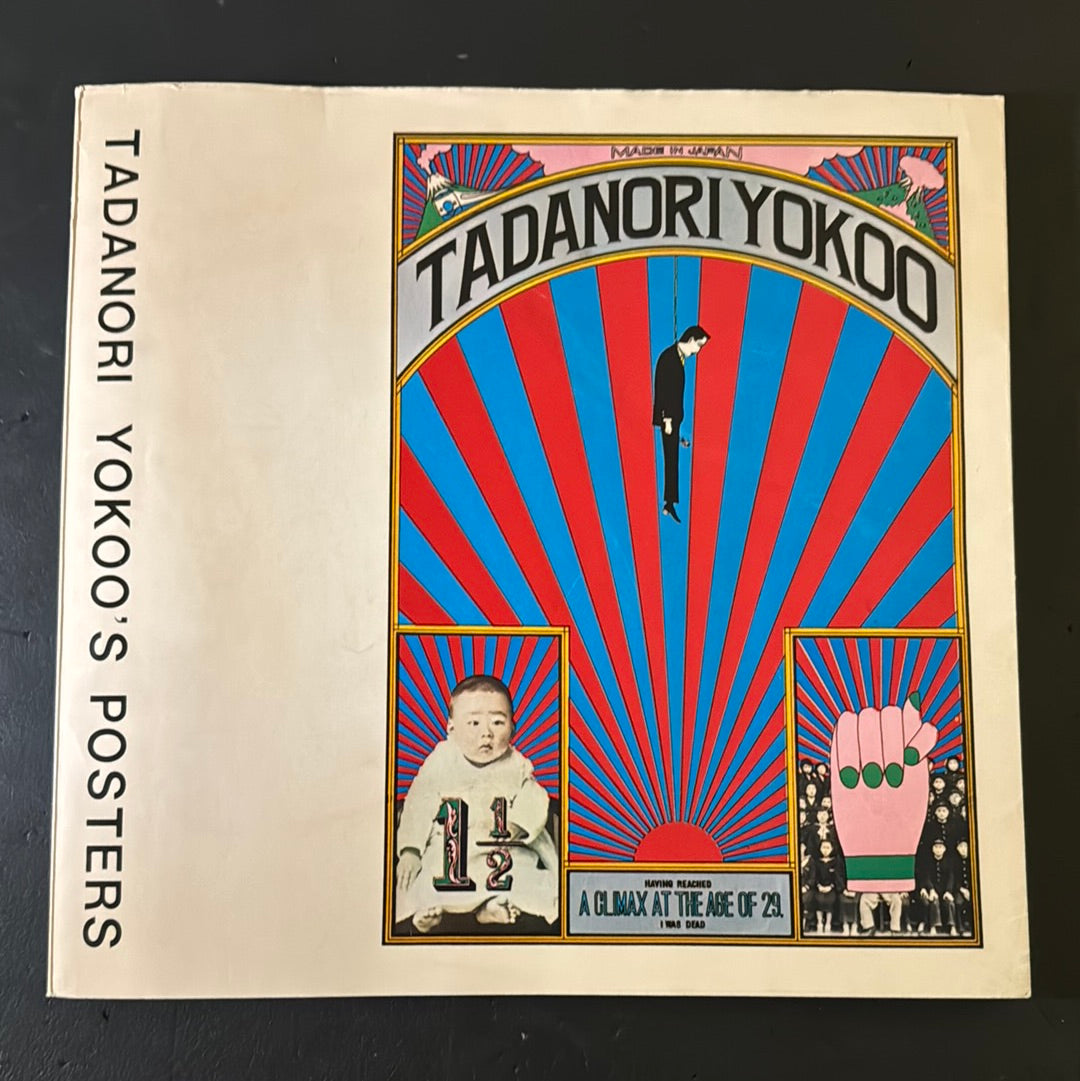 TADANORI YOKOO'S POSTERS
MADE IN JAPAN
TADANORI YOKOO
1 1/2
HAVING REACHED
A CLIMAX AT THE AGE OF 29.
I WAS DEAD